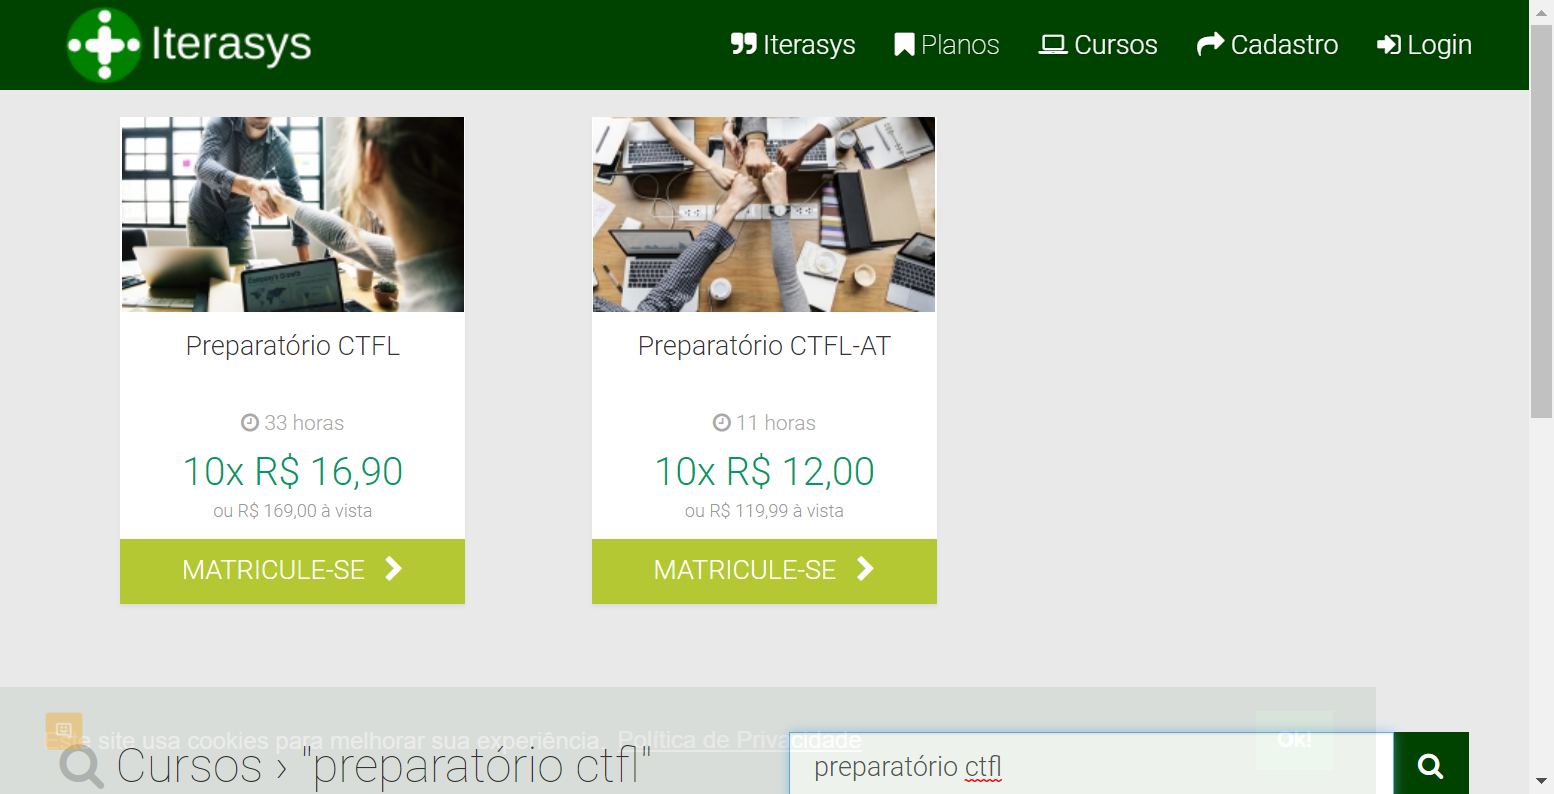 Iterasys
Iterasys
Planos
Cursos
Cadastro
Login
Preparatório CTFL
33 horas
10x R$ 16,90
ou R$ 169,00 à vista
MATRICULE-SE
Preparatório CTFL-AT
11 horas
10x R$ 12,00
ou R$ 119,99 à vista
MATRICULE-SE
Este site usa cookies para melhorar sua experiência. Política de Privacidade
Ok!
Cursos › "preparatório ctfl"
preparatório ctfl